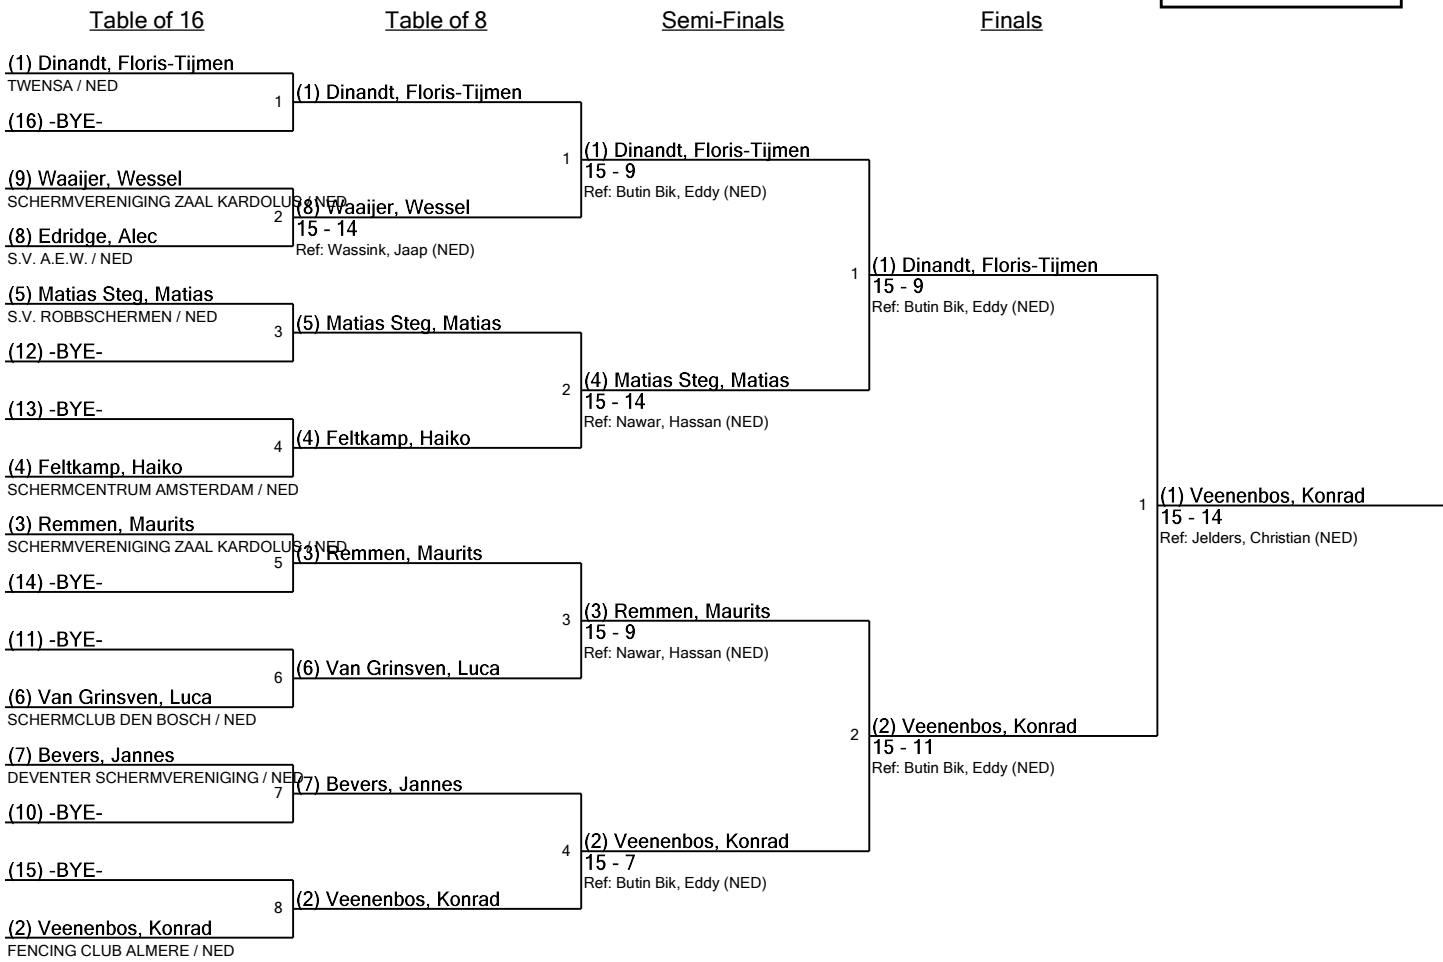 Table of 16
Table of 8
Semi-Finals
Finals
(1) Dinandt, Floris-Tijmen
TWENSA / NED
1
(16) -BYE-
(9) Waaijer, Wessel
SCHERMVERENIGING ZAAL KARDOLUS / NED
2
(8) Edridge, Alec
S.V. A.E.W. / NED
(5) Matias Steg, Matias
S.V. ROBBSCHERMEN / NED
3
(12) -BYE-
(13) -BYE-
4
(4) Feltkamp, Haiko
SCHERMCENTRUM AMSTERDAM / NED
(3) Remmen, Maurits
SCHERMVERENIGING ZAAL KARDOLUS / NED
5
(14) -BYE-
(11) -BYE-
6
(6) Van Grinsven, Luca
SCHERMCLUB DEN BOSCH / NED
(7) Bevers, Jannes
DEVENTER SCHERMVERENIGING / NED
7
(10) -BYE-
(15) -BYE-
8
(2) Veenenbos, Konrad
FENCING CLUB ALMERE / NED
(1) Dinandt, Floris-Tijmen
1
(8) Waaijer, Wessel
15 - 14
Ref: Wassink, Jaap (NED)
(5) Matias Steg, Matias
2
(4) Feltkamp, Haiko
(3) Remmen, Maurits
3
(6) Van Grinsven, Luca
(7) Bevers, Jannes
4
(2) Veenenbos, Konrad
(1) Dinandt, Floris-Tijmen
15 - 9
Ref: Butin Bik, Eddy (NED)
1
(4) Matias Steg, Matias
15 - 14
Ref: Nawar, Hassan (NED)
(3) Remmen, Maurits
15 - 9
Ref: Nawar, Hassan (NED)
2
(2) Veenenbos, Konrad
15 - 7
Ref: Butin Bik, Eddy (NED)
(1) Dinandt, Floris-Tijmen
15 - 9
Ref: Butin Bik, Eddy (NED)
1
(2) Veenenbos, Konrad
15 - 11
Ref: Butin Bik, Eddy (NED)
(1) Veenenbos, Konrad
15 - 14
Ref: Jelders, Christian (NED)